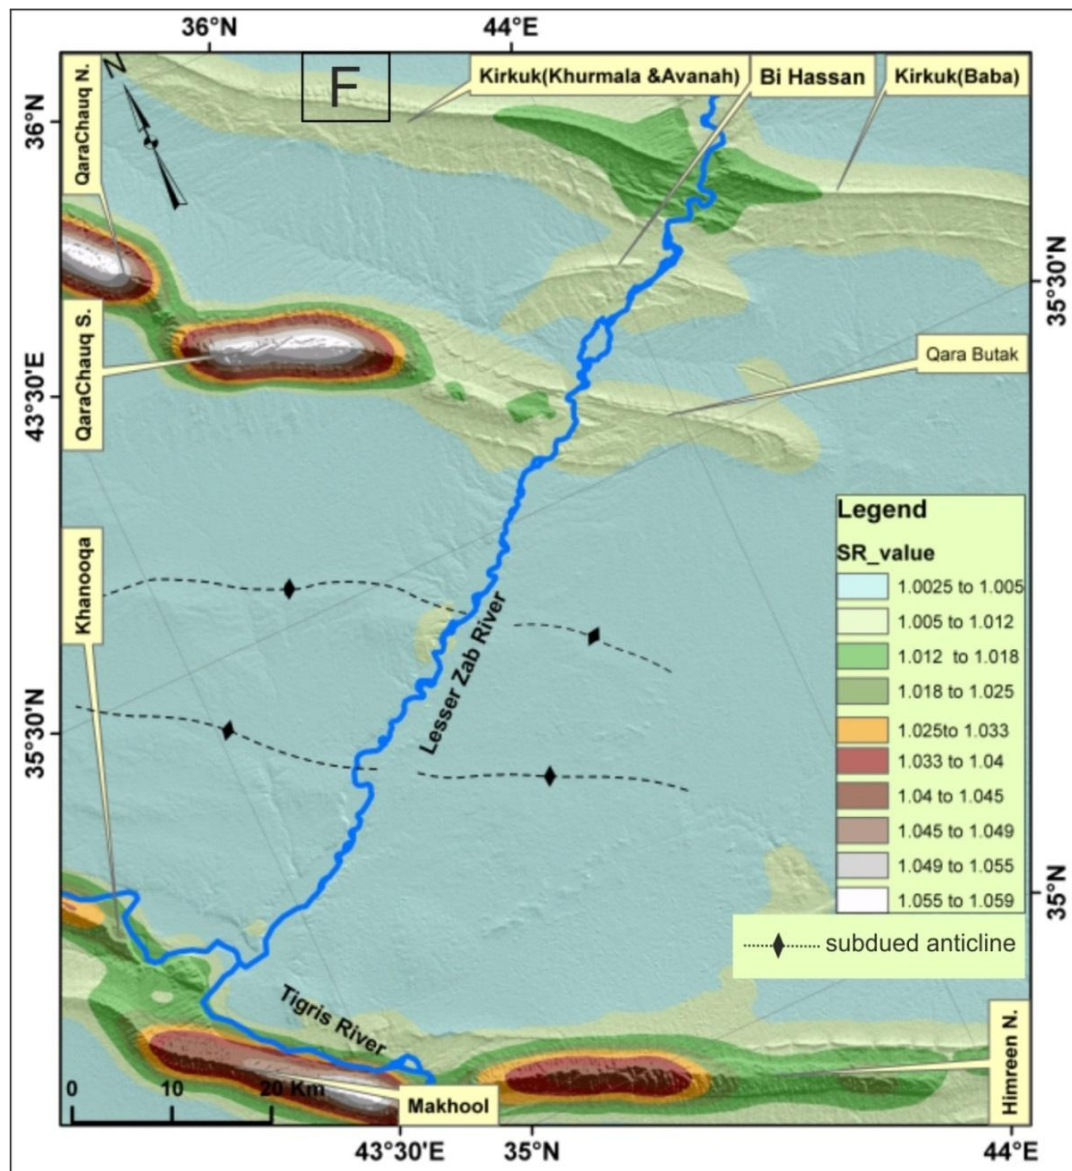 36°N
44°E
N
F
QaraChauq N.
Kirkuk(Khurmala &Avanah)
Bi Hassan
Kirkuk(Baba)
36°N
35°30'N
QaraChauq S.
Qara Butak
43°30'E
Khanooqa
Lesser Zab River
35°30'N
Legend
SR_value
1.0025 to 1.005
1.005 to 1.012
1.012 to 1.018
1.018 to 1.025
1.025to 1.033
1.033 to 1.04
1.04 to 1.045
1.045 to 1.049
1.049 to 1.055
1.055 to 1.059
subdued anticline
35°N
Tigris River
Himreen N.
0 10 20 Km
Makhool
43°30'E
35°N
44°E